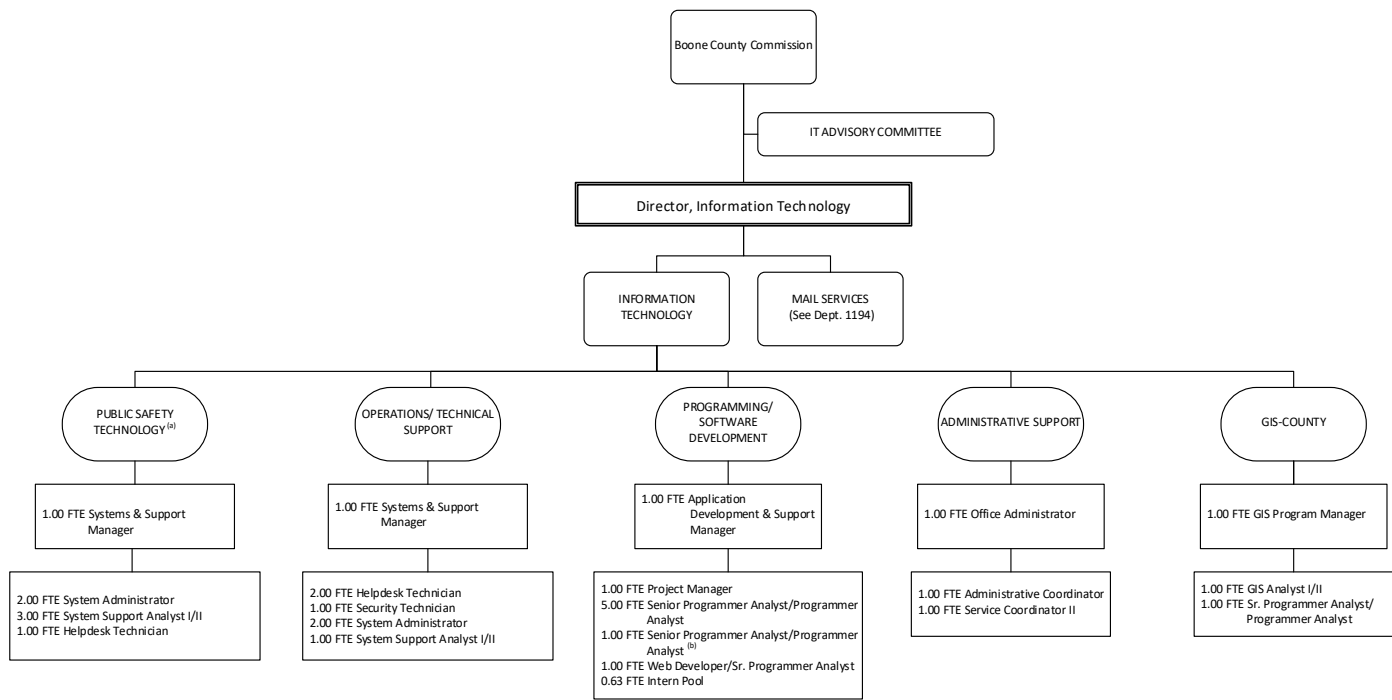 Boone County Commission
IT ADVISORY COMMITTEE
Director, Information Technology
INFORMATION
TECHNOLOGY
MAIL SERVICES
(See Dept. 1194)
PUBLIC SAFETY
TECHNOLOGY (a)
OPERATIONS/ TECHNICAL
SUPPORT
PROGRAMMING/
SOFTWARE
DEVELOPMENT
ADMINISTRATIVE SUPPORT
GIS-COUNTY
1.00 FTE Systems & Support
Manager
1.00 FTE Systems & Support
Manager
1.00 FTE Application
Development & Support
Manager
1.00 FTE Office Administrator
1.00 FTE GIS Program Manager
2.00 FTE System Administrator
3.00 FTE System Support Analyst I/II
1.00 FTE Helpdesk Technician
2.00 FTE Helpdesk Technician
1.00 FTE Security Technician
2.00 FTE System Administrator
1.00 FTE System Support Analyst I/II
1.00 FTE Project Manager
5.00 FTE Senior Programmer Analyst/Programmer
Analyst
1.00 FTE Senior Programmer Analyst/Programmer
Analyst (b)
1.00 FTE Web Developer/Sr. Programmer Analyst
0.63 FTE Intern Pool
1.00 FTE Administrative Coordinator
1.00 FTE Service Coordinator II
1.00 FTE GIS Analyst I/II
1.00 FTE Sr. Programmer Analyst/
Programmer Analyst